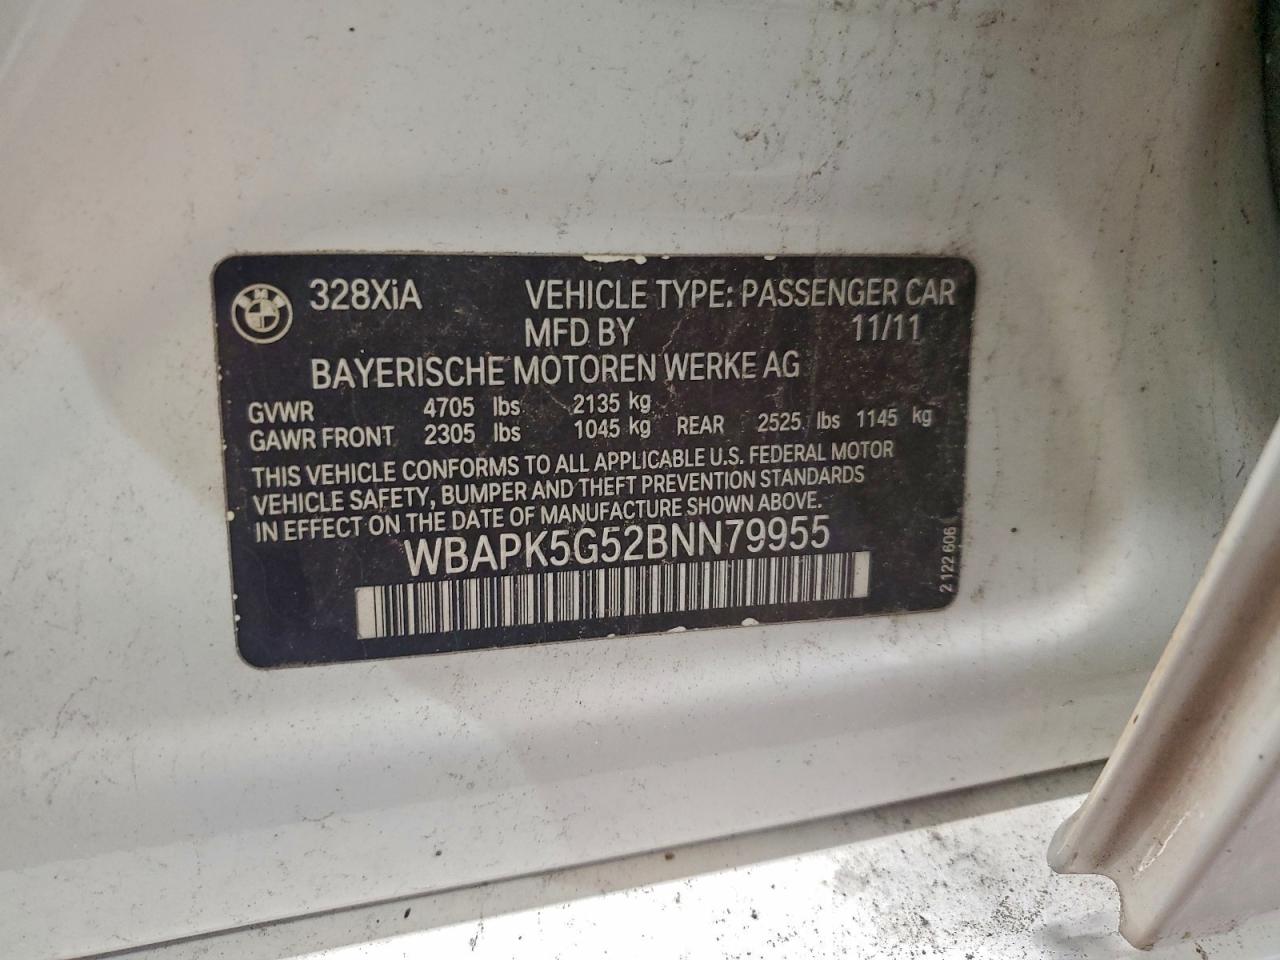 BMW
328XiA VEHICLE TYPE: PASSENGER CAR
MFD BY 11/11
BAYERISCHE MOTOREN WERKE AG
GVWR 4705 lbs 2135 kg
GAWR FRONT 2305 lbs 1045 kg REAR 2525 lbs 1145 kg
THIS VEHICLE CONFORMS TO ALL APPLICABLE U.S. FEDERAL MOTOR
VEHICLE SAFETY, BUMPER AND THEFT PREVENTION STANDARDS
IN EFFECT ON THE DATE OF MANUFACTURE SHOWN ABOVE.
WBAPK5G52BNN79955
2 122 606